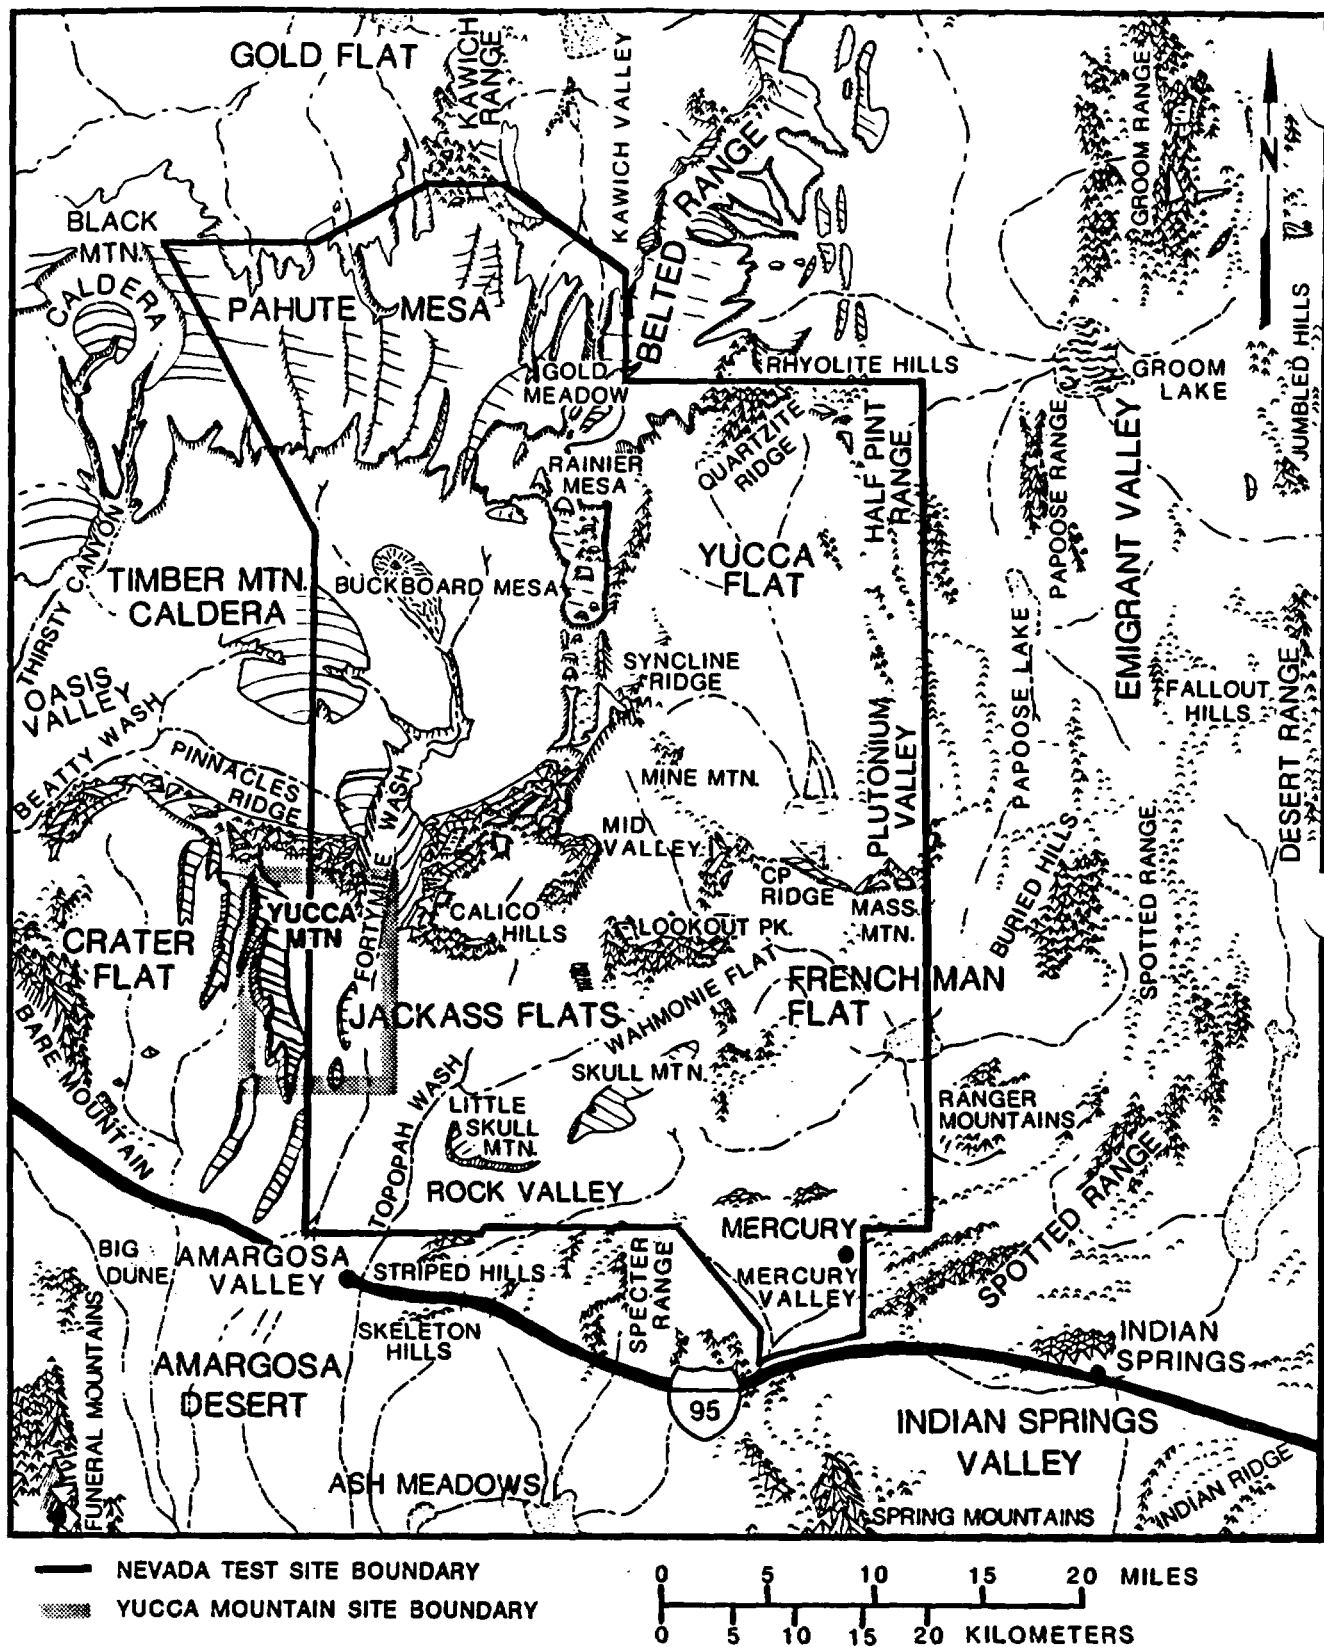 GOLD FLAT
KAWICH
RANGE
KAWICH VALLEY
BELTED RANGE
GROOM RANGE
N
BLACK
MTN.
CALDERA
PAHUTE MESA
GOLD
MEADOW
RHYOLITE HILLS
GROOM
LAKE
JUMBLED HILLS
QUARTZITE
RIDGE
HALF PINT
RANGE
PAPOOSE RANGE
EMIGRANT VALLEY
RAINIER
MESA
THIRSTY CANYON
TIMBER MTN.
CALDERA
BUCKBOARD MESA
YUCCA
FLAT
OASIS
VALLEY
BEATTY WASH
SYNCLINE
RIDGE
PAPOOSE LAKE
FALLOUT
HILLS
DESERT RANGE
PINNACLES
RIDGE
FORTYMILE WASH
MINE MTN.
PLUTONIUM
VALLEY
MID
VALLEY
CP
RIDGE
MASS.
MTN.
BURIED HILLS
SPOTTED RANGE
YUCCA
MTN
CALICO
HILLS
LOOKOUT PK.
CRATER
FLAT
BARE MOUNTAIN
JACKASS FLATS
WAHMONIE FLAT
FRENCHMAN
FLAT
SKULL MTN.
TOPOPAH WASH
LITTLE
SKULL
MTN.
RANGER
MOUNTAINS
ROCK VALLEY
SPOTTED RANGE
MERCURY
BIG
DUNE
AMARGOSA
VALLEY
STRIPED HILLS
SPECTER
RANGE
MERCURY
VALLEY
SKELETON
HILLS
FUNERAL MOUNTAINS
AMARGOSA
DESERT
INDIAN
SPRINGS
95
INDIAN SPRINGS
VALLEY
ASH MEADOWS
SPRING MOUNTAINS
INDIAN RIDGE
NEVADA TEST SITE BOUNDARY
YUCCA MOUNTAIN SITE BOUNDARY
0 5 10 15 20 MILES
0 5 10 15 20 KILOMETERS